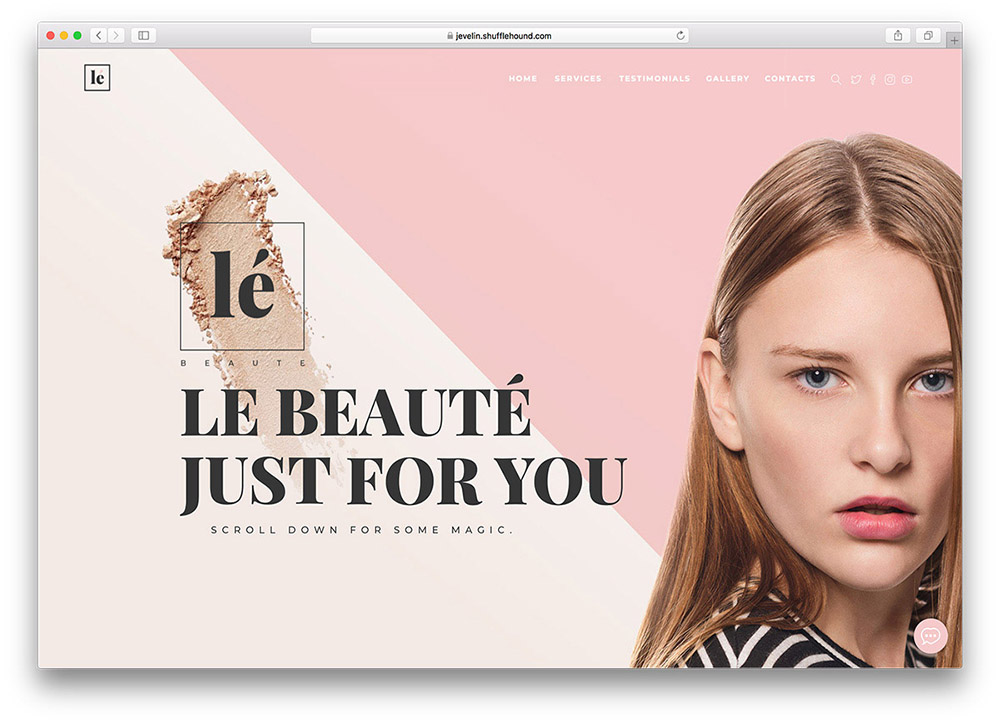 jevelin.shufflehound.com
lé
HOME SERVICES TESTIMONIALS GALLERY CONTACTS
lé
BEAUTE
LE BEAUTÉ
JUST FOR YOU
SCROLL DOWN FOR SOME MAGIC.